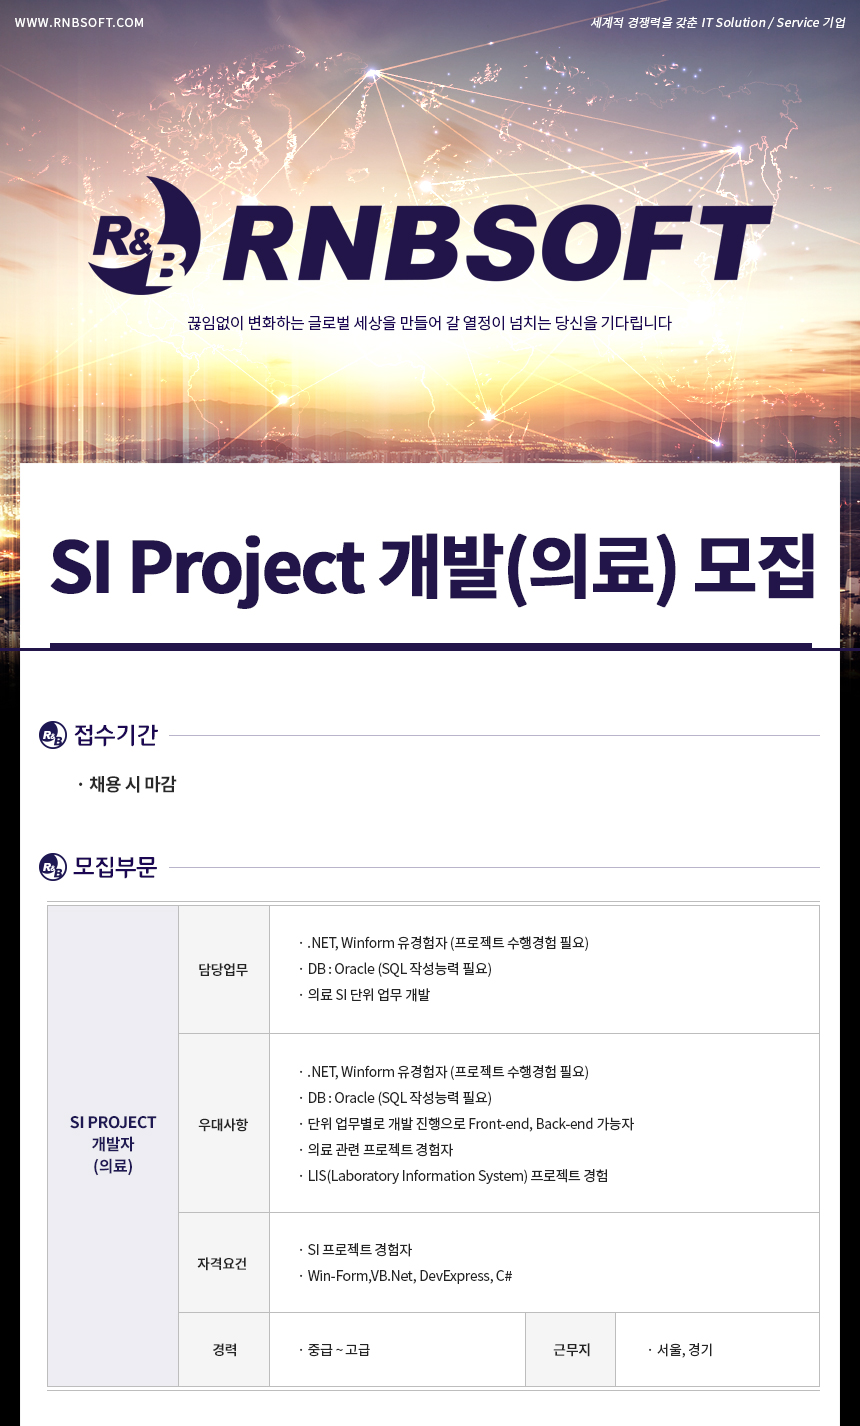 WWW.RNBSOFT.COM
세계적 경쟁력을 갖춘 IT Solution / Service 기업
R&B RNBSOFT
끊임없이 변화하는 글로벌 세상을 만들어 갈 열정이 넘치는 당신을 기다립니다
SI Project 개발(의료) 모집
R&B 접수기간
· 채용 시 마감
R&B 모집부문
SI PROJECT
개발자
(의료)
담당업무
· .NET, Winform 유경험자 (프로젝트 수행경험 필요)
· DB : Oracle (SQL 작성능력 필요)
· 의료 SI 단위 업무 개발
우대사항
· .NET, Winform 유경험자 (프로젝트 수행경험 필요)
· DB : Oracle (SQL 작성능력 필요)
· 단위 업무별로 개발 진행으로 Front-end, Back-end 가능자
· 의료 관련 프로젝트 경험자
· LIS(Laboratory Information System) 프로젝트 경험
자격요건
· SI 프로젝트 경험자
· Win-Form,VB.Net, DevExpress, C#
경력
· 중급 ~ 고급
근무지
· 서울, 경기